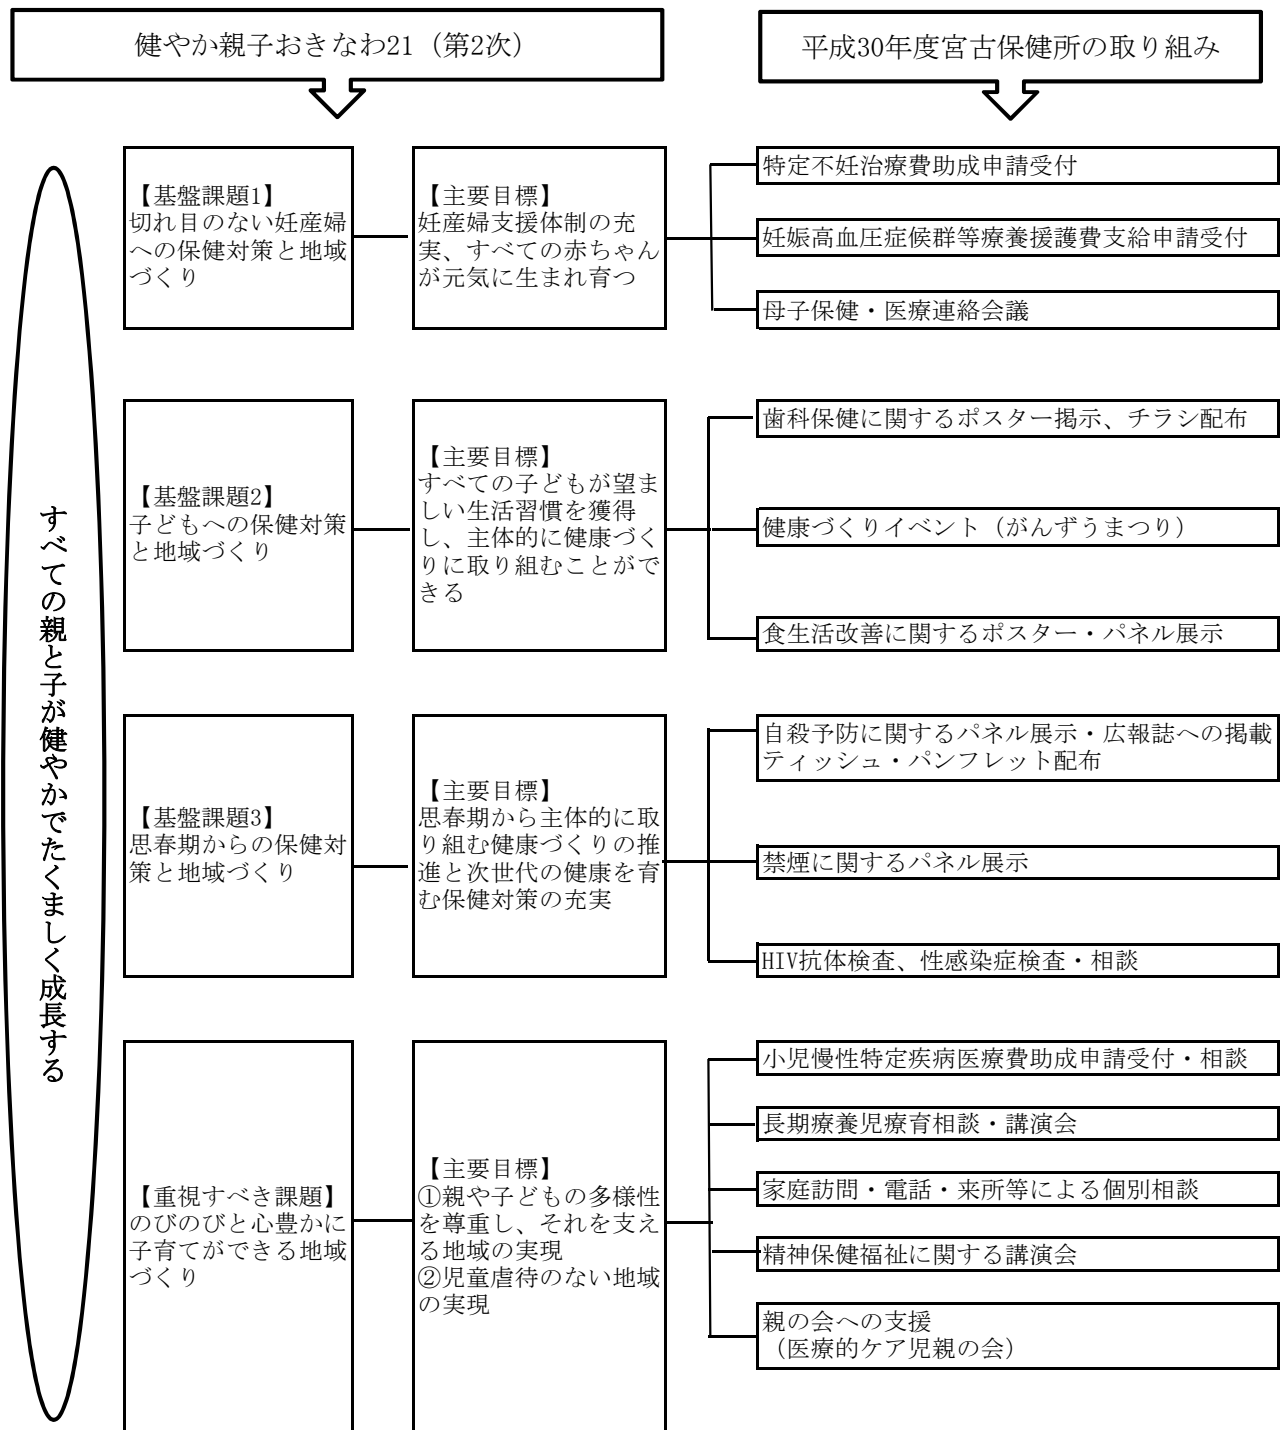 健やか親子おきなわ21（第2次）
平成30年度宮古保健所の取り組み
すべての親と子が健やかでたくましく成長する
【基盤課題1】
切れ目のない妊産婦
への保健対策と地域
づくり
【主要目標】
妊産婦支援体制の充
実、すべての赤ちゃん
が元気に生まれ育つ
特定不妊治療費助成申請受付
妊娠高血圧症候群等療養援護費支給申請受付
母子保健・医療連絡会議
【基盤課題2】
子どもへの保健対策
と地域づくり
【主要目標】
すべての子どもが望ま
しい生活習慣を獲得
し、主体的に健康づく
りに取り組むことがで
きる
歯科保健に関するポスター掲示、チラシ配布
健康づくりイベント（がんずうまつり）
食生活改善に関するポスター・パネル展示
【基盤課題3】
思春期からの保健対
策と地域づくり
【主要目標】
思春期から主体的に取
り組む健康づくりの推
進と次世代の健康を育
む保健対策の充実
自殺予防に関するパネル展示・広報誌への掲載
ティッシュ・パンフレット配布
禁煙に関するパネル展示
HIV抗体検査、性感染症検査・相談
【重視すべき課題】
のびのびと心豊かに
子育てができる地域
づくり
【主要目標】
①親や子どもの多様性
を尊重し、それを支え
る地域の実現
②児童虐待のない地域
の実現
小児慢性特定疾病医療費助成申請受付・相談
長期療養児療育相談・講演会
家庭訪問・電話・来所等による個別相談
精神保健福祉に関する講演会
親の会への支援
（医療的ケア児親の会）